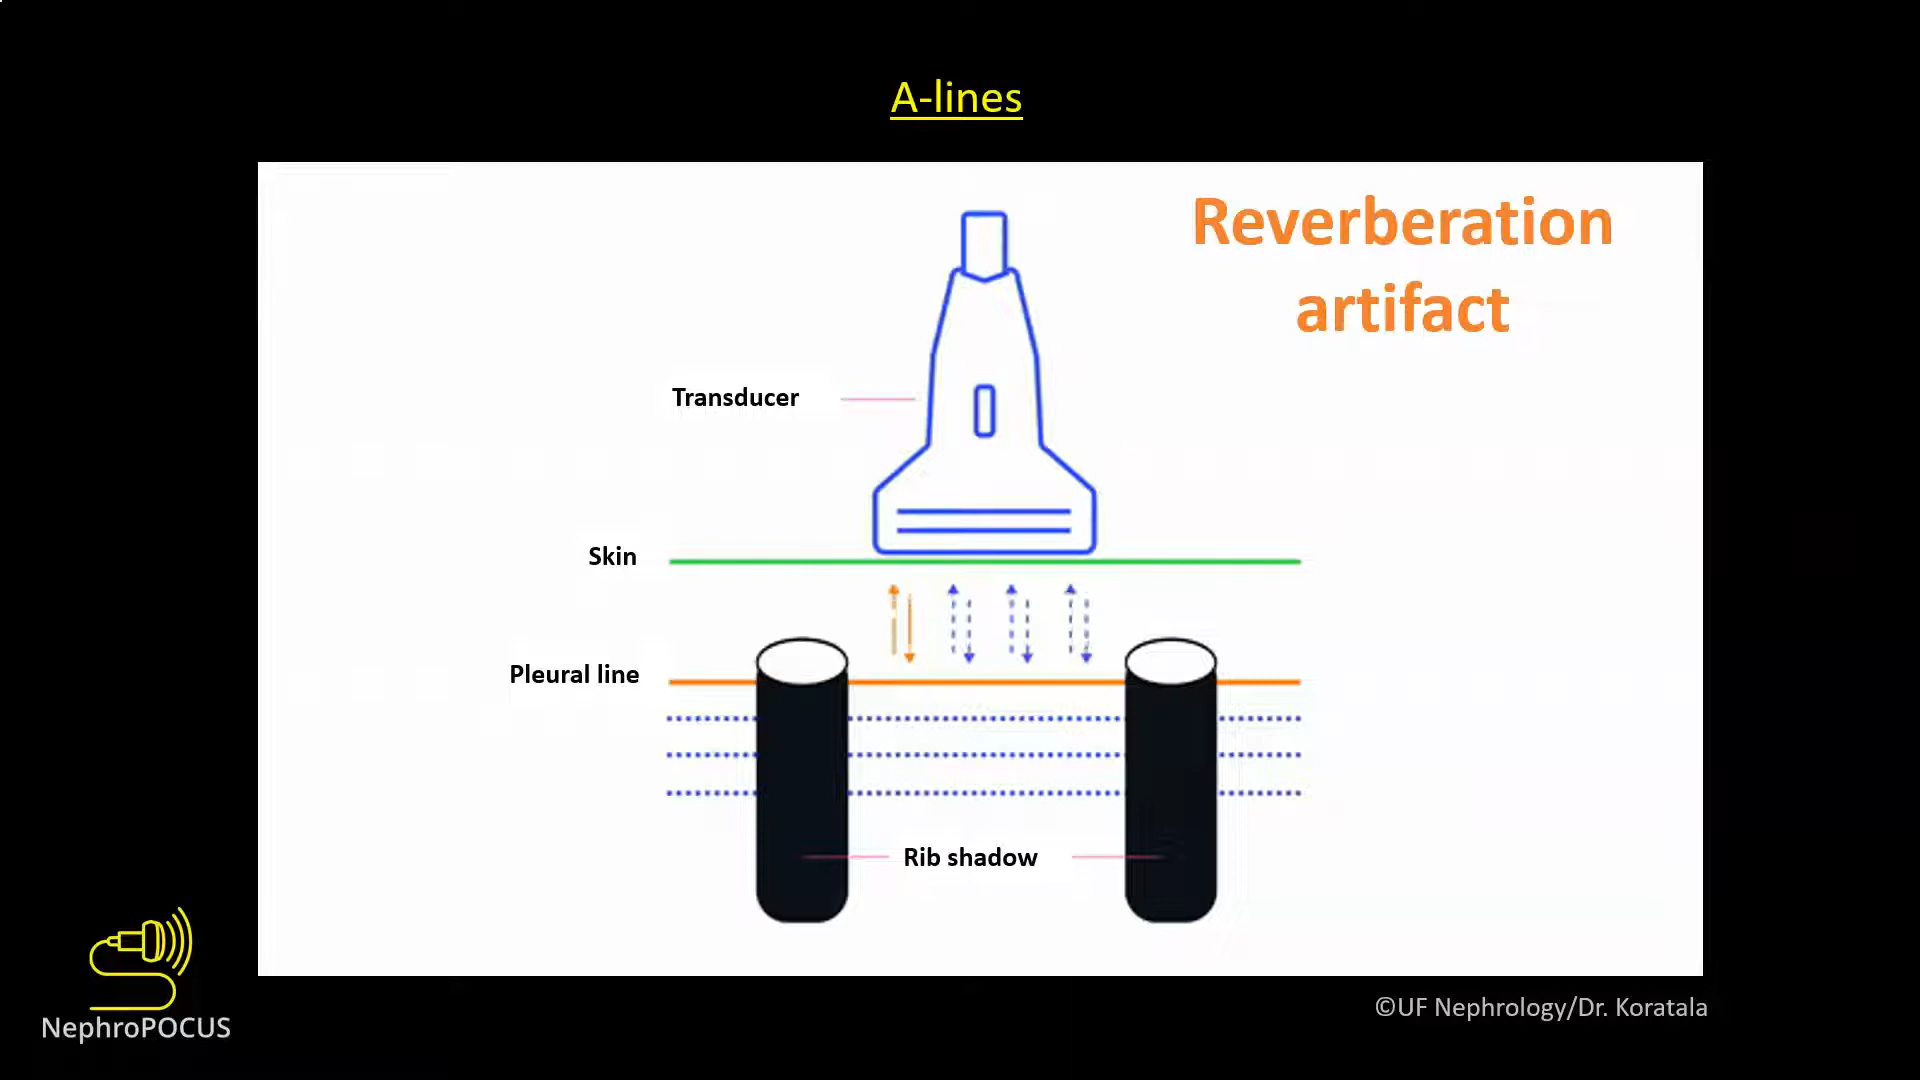 A-lines
Reverberation
artifact
Transducer
Skin
Pleural line
Rib shadow
NephroPOCUS
©UF Nephrology/Dr. Koratala